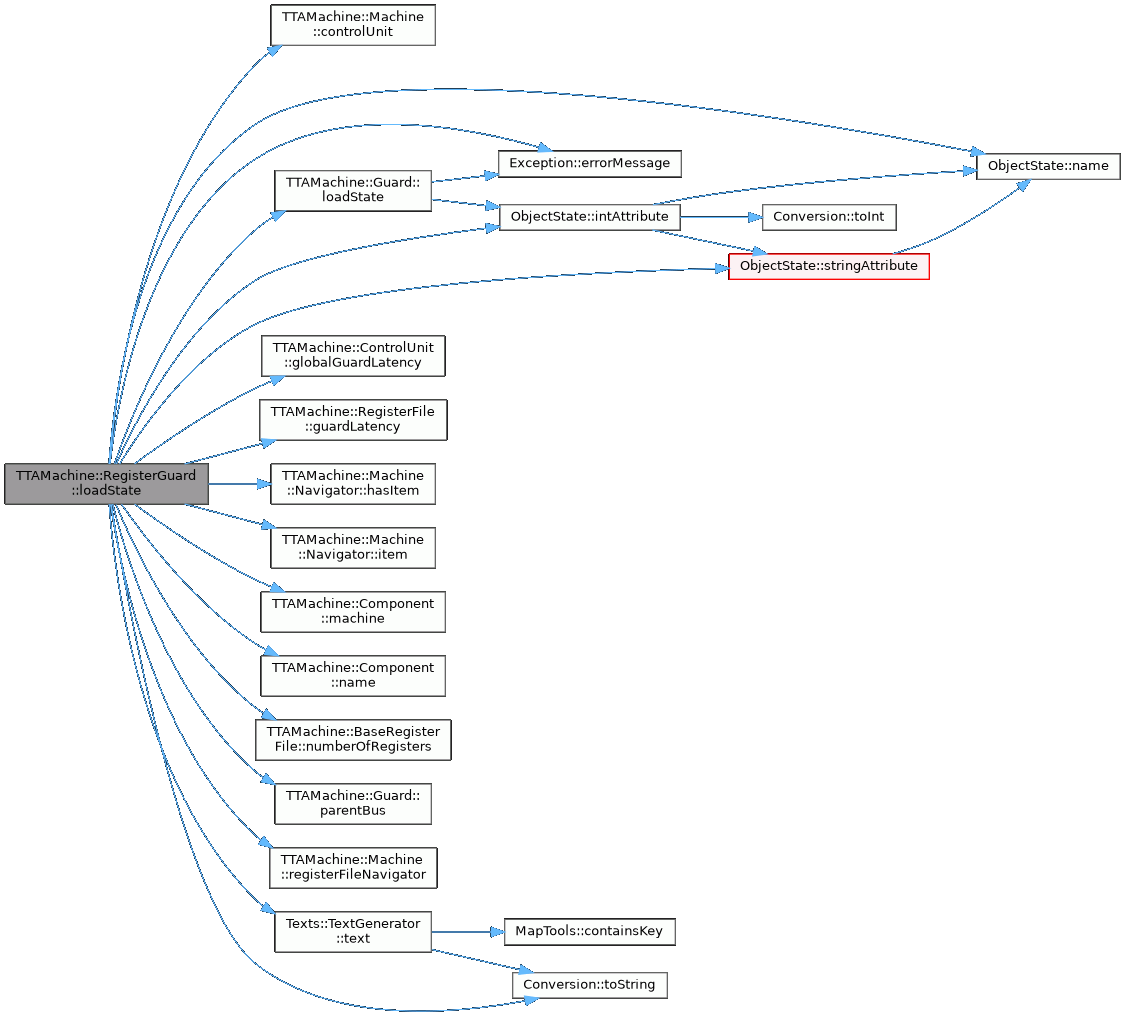 TTAMachine::Machine
::controlUnit
Exception::errorMessage
ObjectState::name
TTAMachine::Guard::
loadState
ObjectState::intAttribute
Conversion::toInt
ObjectState::stringAttribute
TTAMachine::ControlUnit
::globalGuardLatency
TTAMachine::RegisterFile
::guardLatency
TTAMachine::RegisterGuard
::loadState
TTAMachine::Machine
::Navigator::hasItem
TTAMachine::Machine
::Navigator::item
TTAMachine::Component
::machine
TTAMachine::Component
::name
TTAMachine::BaseRegister
File::numberOfRegisters
TTAMachine::Guard::
parentBus
TTAMachine::Machine
::registerFileNavigator
Texts::TextGenerator
::text
MapTools::containsKey
Conversion::toString